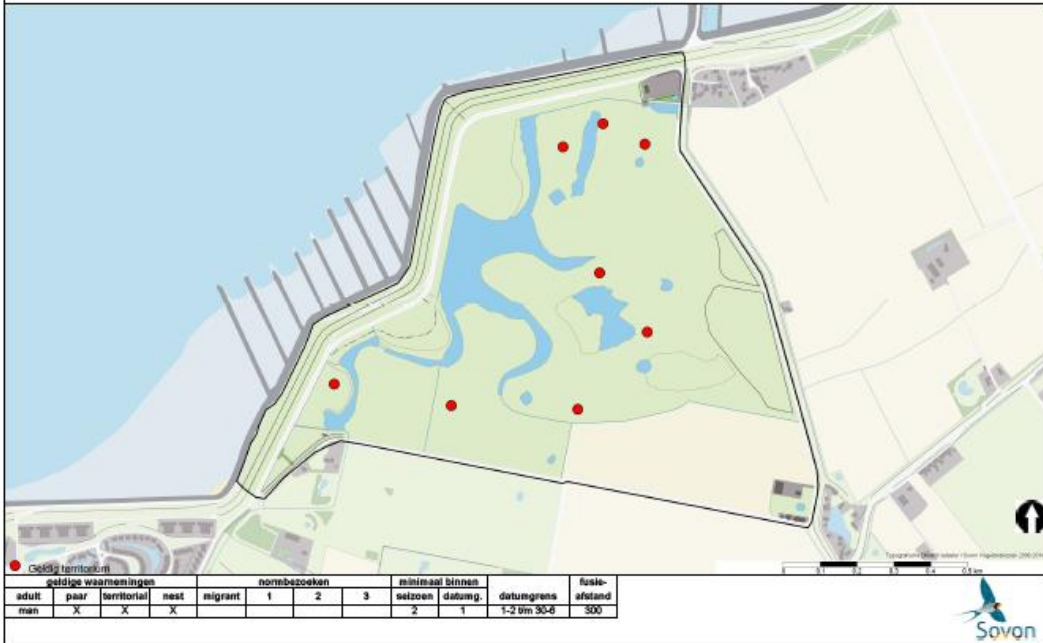 Topografische
0 0.1 0.2 0.3 0.4 0.5 km
Geldig territorium
geldige waarnemingen normbezoeken minimaal binnen fusie-
adult paar territoriaal nest migrant 1 2 3 seizoen datumg. datumgrens afstand
man X X X 2 1 1-2 t/m 30-6 300
Sovon